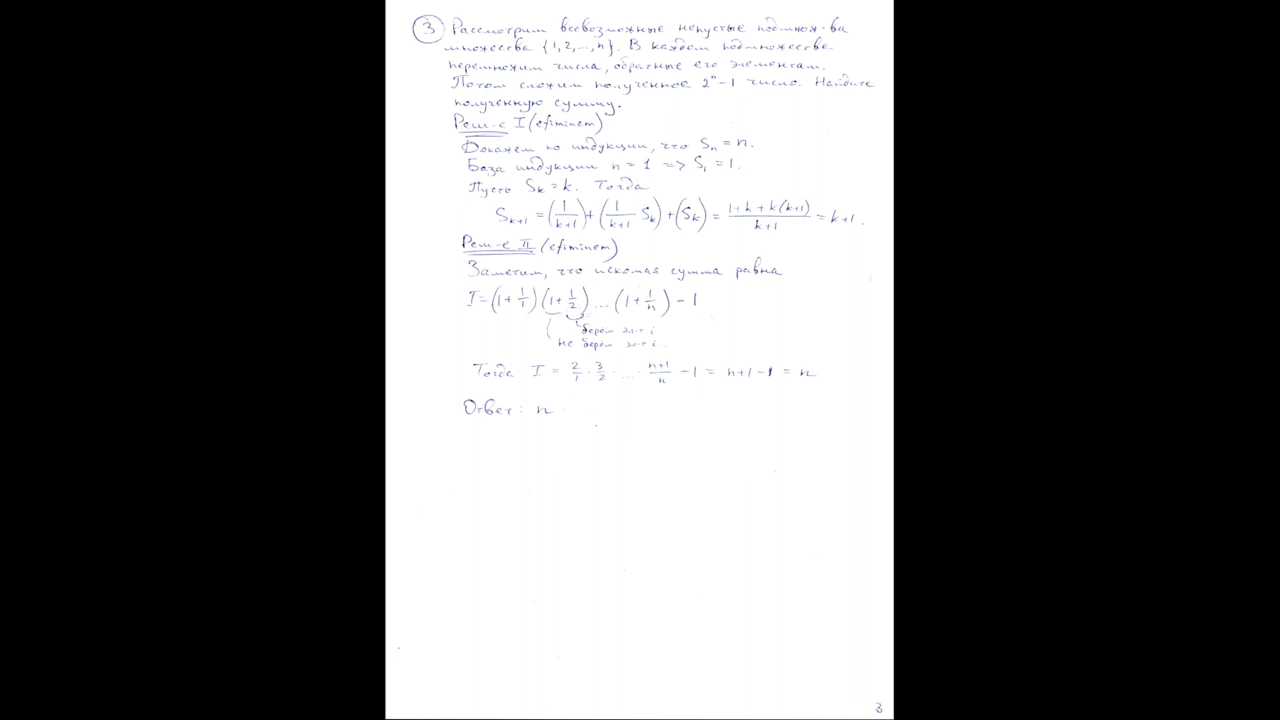 ③ Рассмотрим всевозможные непустые подмнож-ва
множества {1,2,...,n}. В каждом подмножестве
перемножим числа, обратные его элементам.
Потом сложим полученное 2ⁿ-1 число. Найдите
полученную сумму.
Реш-е I (efiminem)
Докажем по индукции, что Sₙ = n.
База индукции n = 1 => S₁ = 1.
Пусть Sₖ = k. Тогда
Sₖ₊₁ = (1/(k+1)) + (1/(k+1) Sₖ) + (Sₖ) = (1+k+k(k+1))/(k+1) = k+1.
Реш-е II (efiminem)
Заметим, что искомая сумма равна
I = (1+1/1)(1+1/2) ... (1+1/n) - 1
берем эл-т i
не берем эл-т i
Тогда I = 2/1 · 3/2 · ... · (n+1)/n - 1 = n+1-1 = n
Ответ: n
3